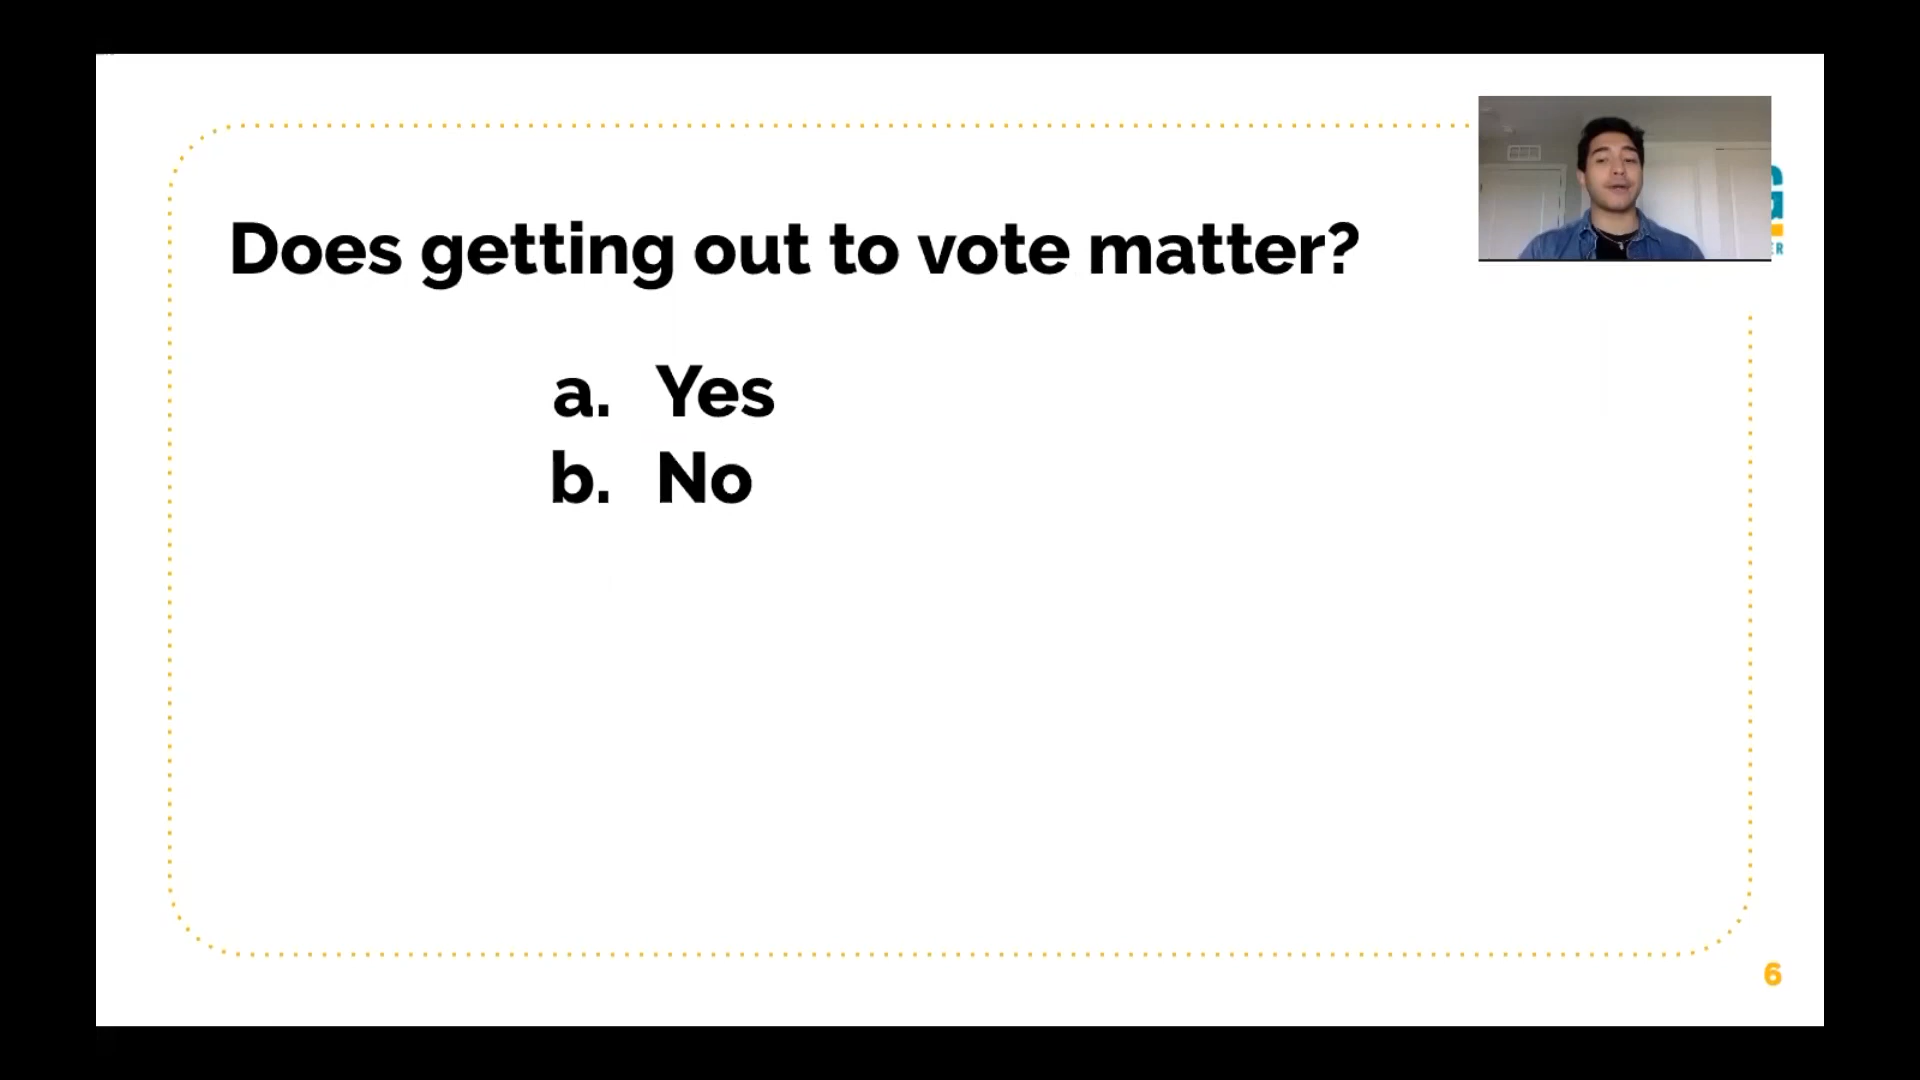 Does getting out to vote matter?
a. Yes
b. No
6